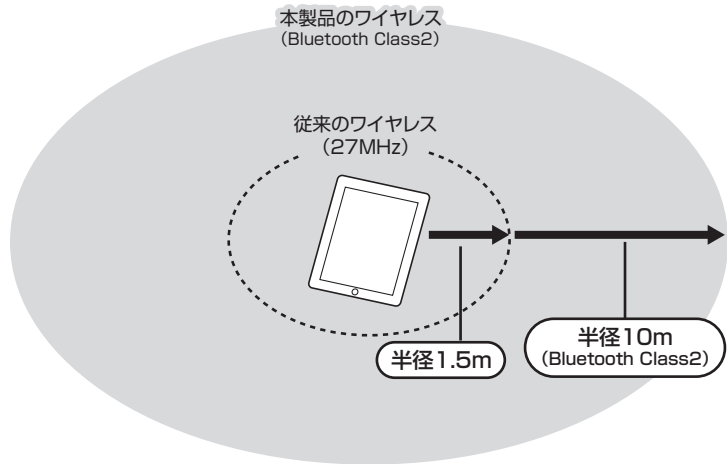 本製品のワイヤレス
(Bluetooth Class2)
従来のワイヤレス
(27MHz)
半径1.5m
半径10m
(Bluetooth Class2)